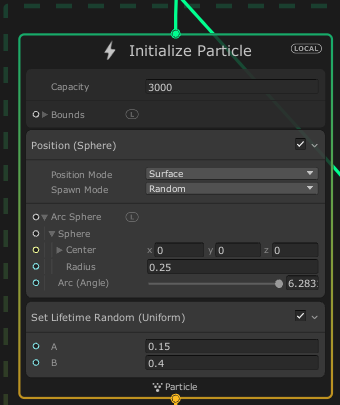 Initialize Particle LOCAL
Capacity 3000
Bounds L
Position (Sphere)
Position Mode Surface
Spawn Mode Random
Arc Sphere L
Sphere
Center x 0 y 0 z 0
Radius 0.25
Arc (Angle) 6.283
Set Lifetime Random (Uniform)
A 0.15
B 0.4
Particle